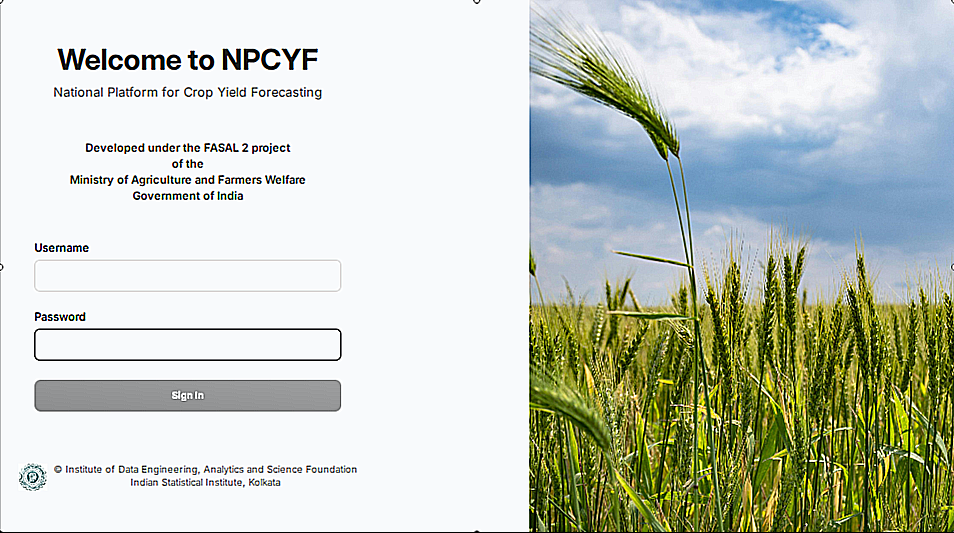 Welcome to NPCYF
National Platform for Crop Yield Forecasting
Developed under the FASAL 2 project
of the
Ministry of Agriculture and Farmers Welfare
Government of India
Username
Password
Sign In
© Institute of Data Engineering, Analytics and Science Foundation
Indian Statistical Institute, Kolkata